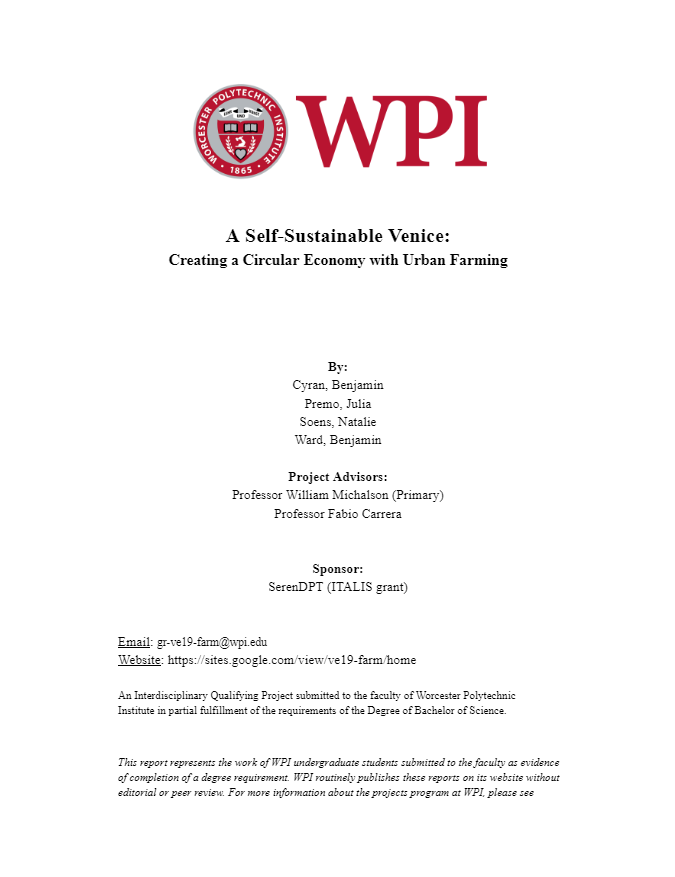 WORCESTER POLYTECHNIC INSTITUTE
1865
WPI
A Self-Sustainable Venice:
Creating a Circular Economy with Urban Farming
By:
Cyran, Benjamin
Premo, Julia
Soens, Natalie
Ward, Benjamin
Project Advisors:
Professor William Michalson (Primary)
Professor Fabio Carrera
Sponsor:
SerenDPT (ITALIS grant)
Email: gr-ve19-farm@wpi.edu
Website: https://sites.google.com/view/ve19-farm/home
An Interdisciplinary Qualifying Project submitted to the faculty of Worcester Polytechnic
Institute in partial fulfillment of the requirements of the Degree of Bachelor of Science.
This report represents the work of WPI undergraduate students submitted to the faculty as evidence
of completion of a degree requirement. WPI routinely publishes these reports on its website without
editorial or peer review. For more information about the projects program at WPI, please see